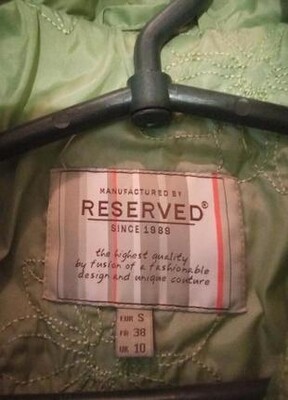 MANUFACTURED BY
RESERVED®
SINCE 1989
the highest quality
by fusion of a fashionable
design and unique couture
EUR S
FR 38
UK 10